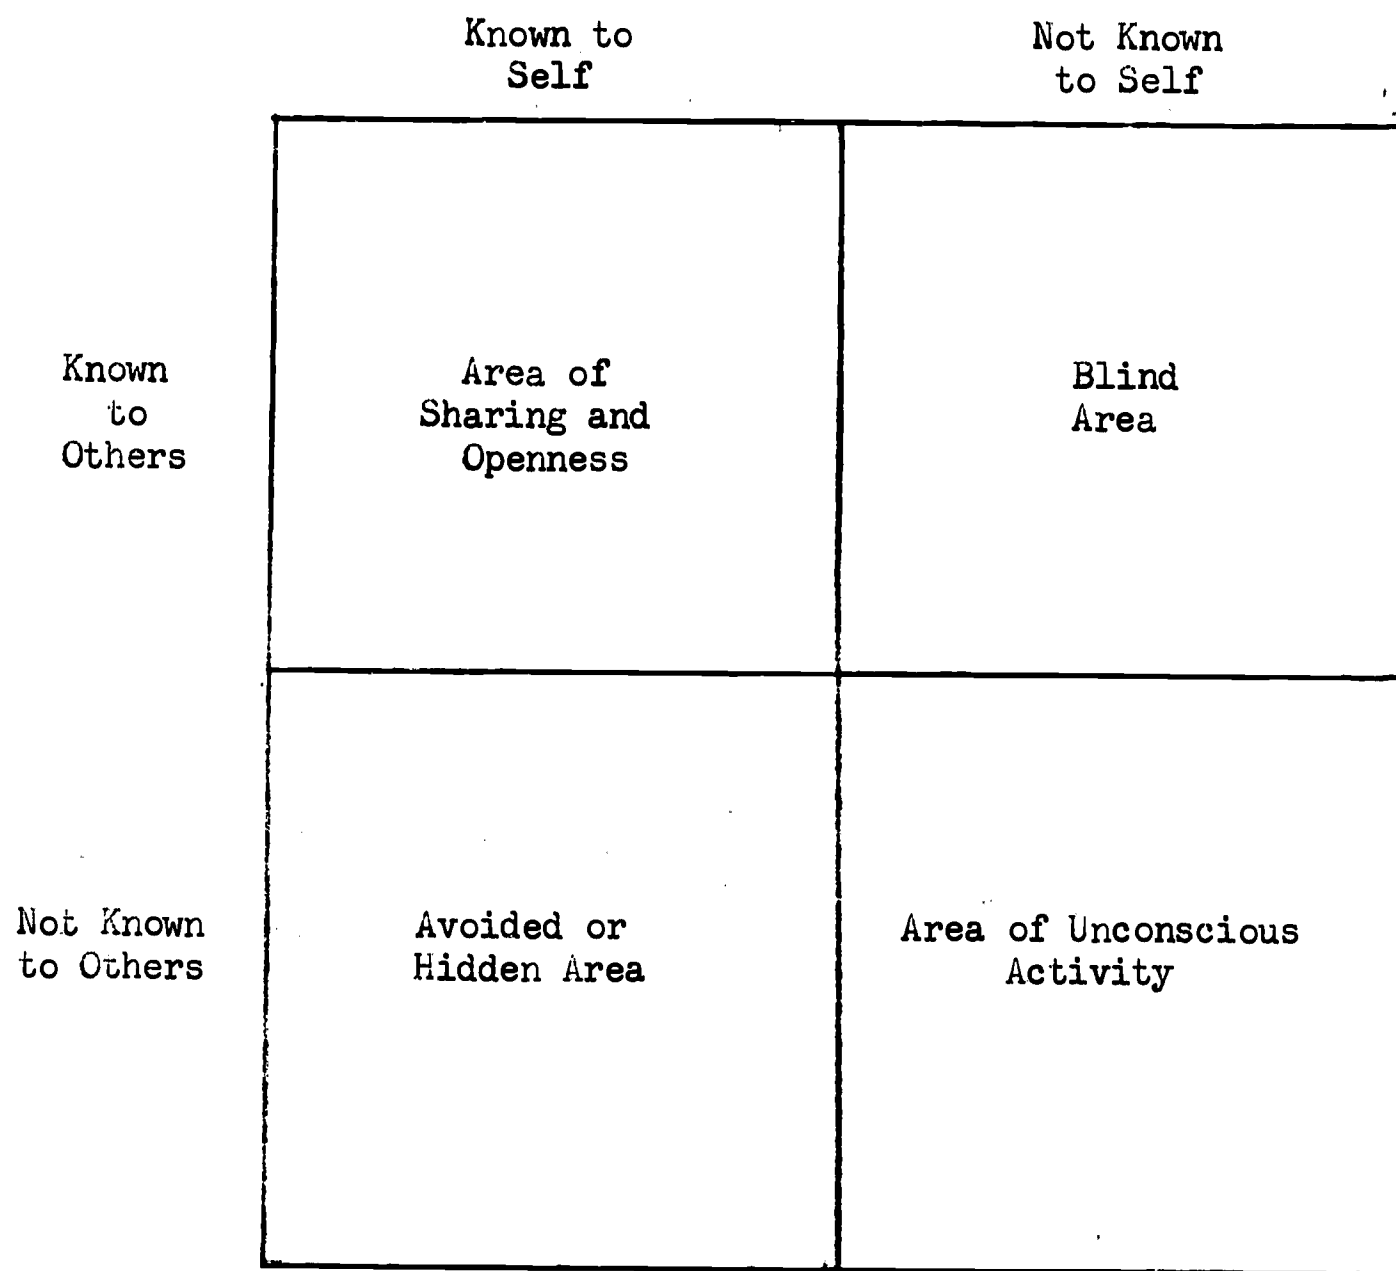 Known to
Self
Not Known
to Self
Known
to
Others
Area of
Sharing and
Openness
Blind
Area
Not Known
to Others
Avoided or
Hidden Area
Area of Unconscious
Activity